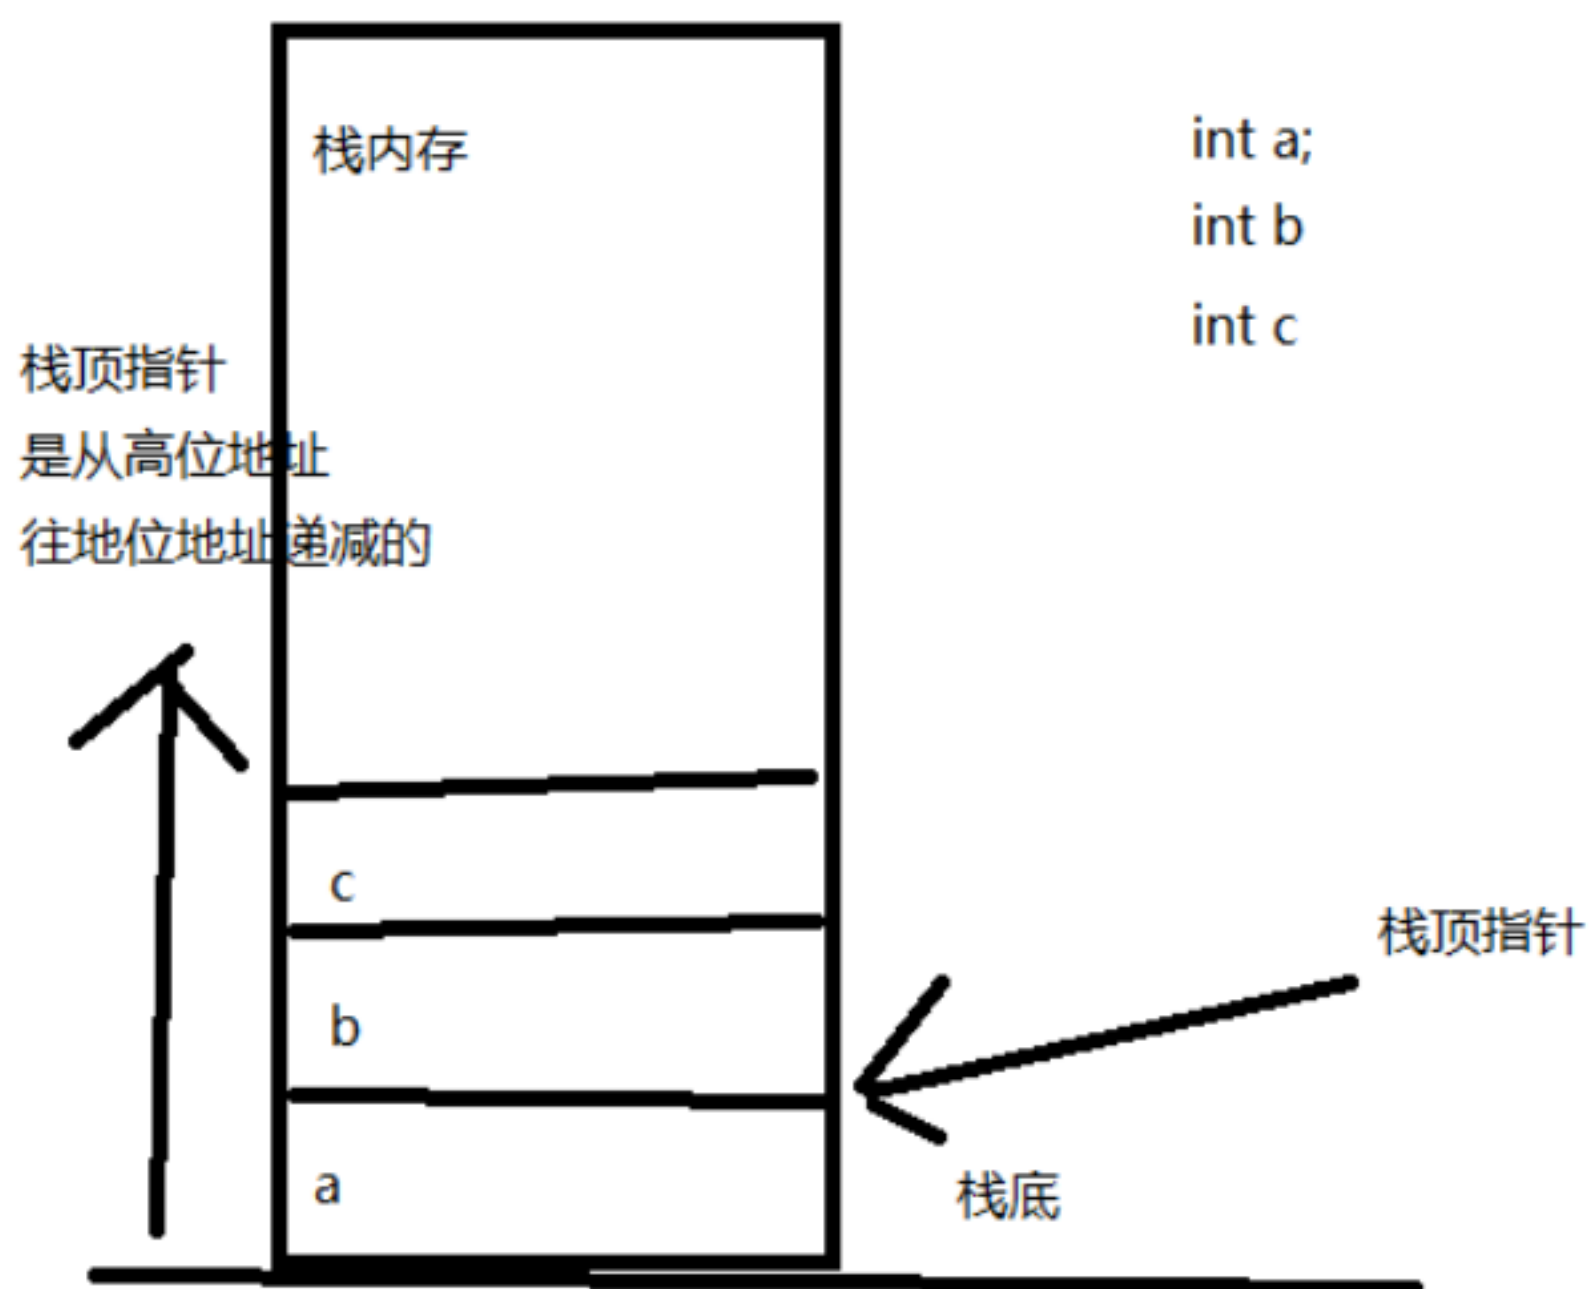 栈内存
int a;
int b
int c
栈顶指针
是从高位地址
往地位地址递减的
c
栈顶指针
b
a
栈底